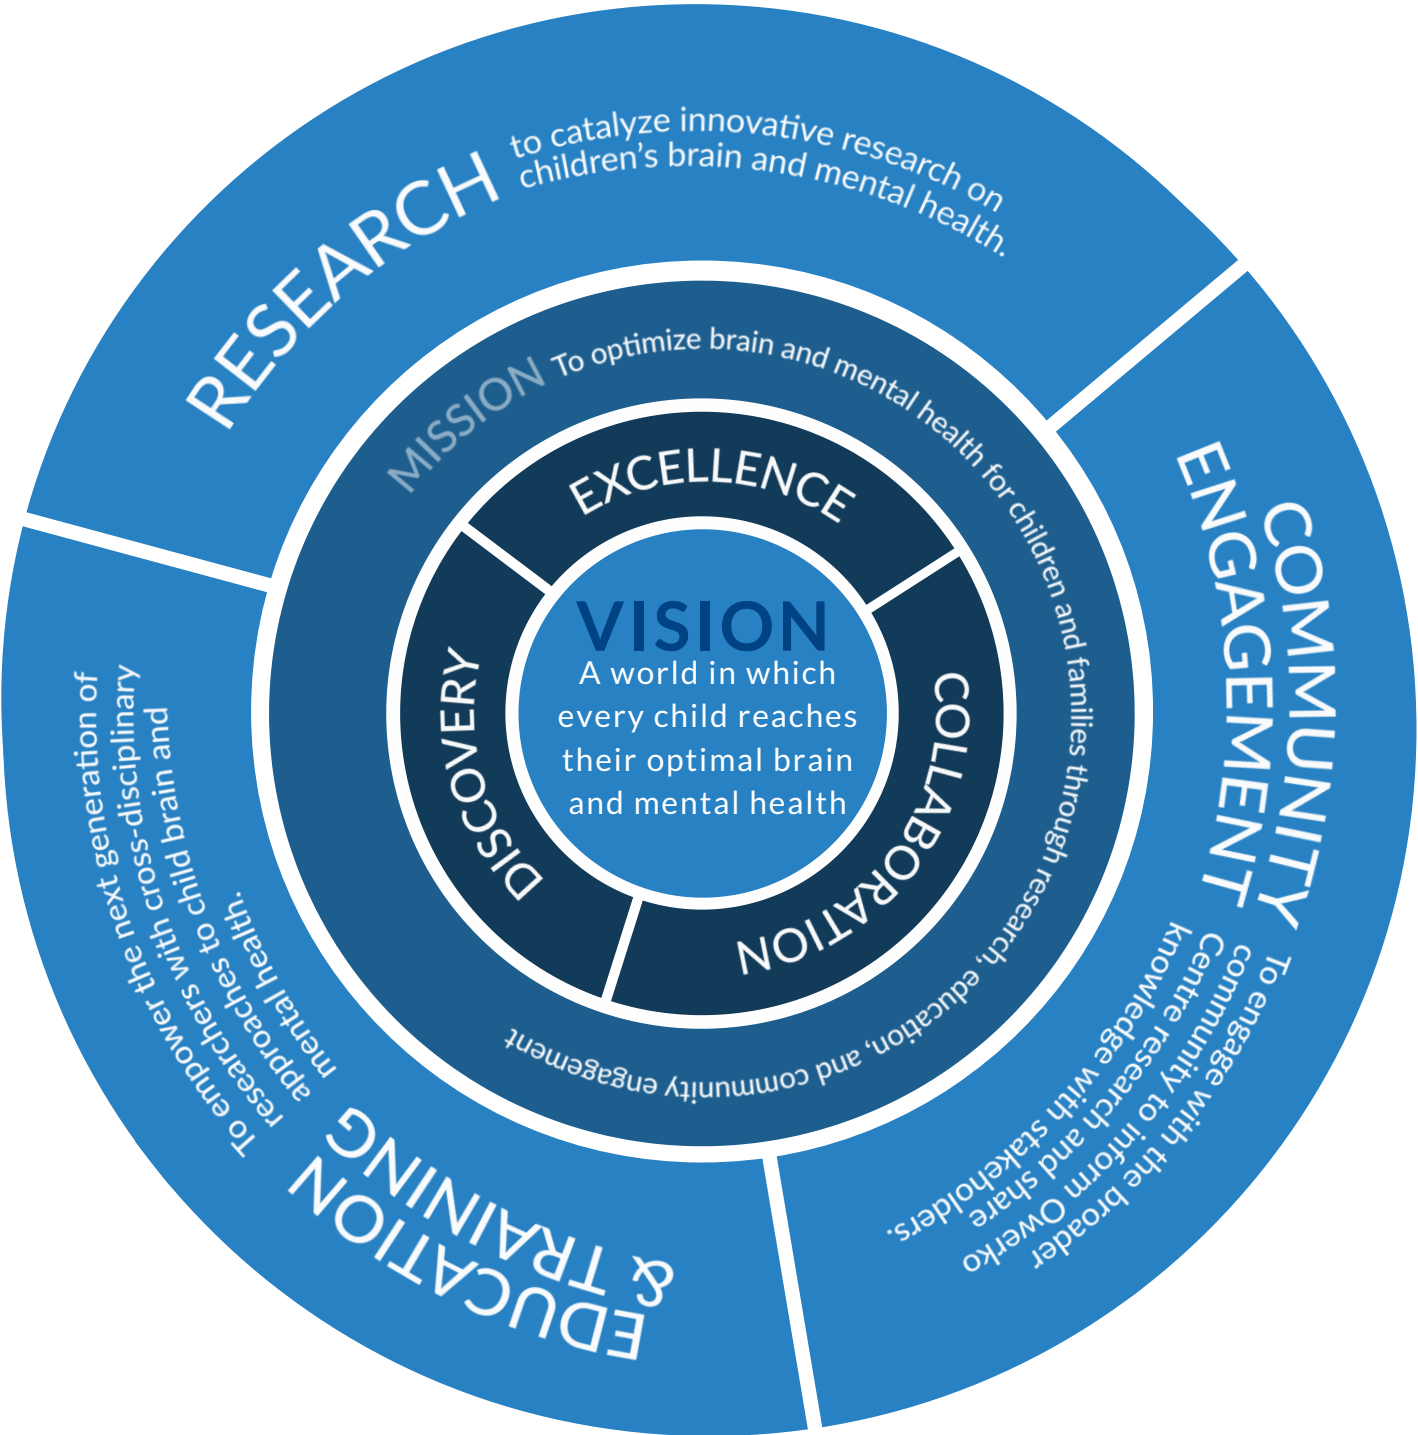 RESEARCH
to catalyze innovative research on
children's brain and mental health.
COMMUNITY
ENGAGEMENT
To engage with the broader
community to inform Owerko
Centre research and share
knowledge with stakeholders.
EDUCATION
& TRAINING
To empower the next generation of
researchers with cross-disciplinary
approaches to child brain and
mental health.
MISSION To optimize brain and mental health for children and families through research, education, and community engagement
EXCELLENCE
COLLABORATION
DISCOVERY
VISION
A world in which
every child reaches
their optimal brain
and mental health